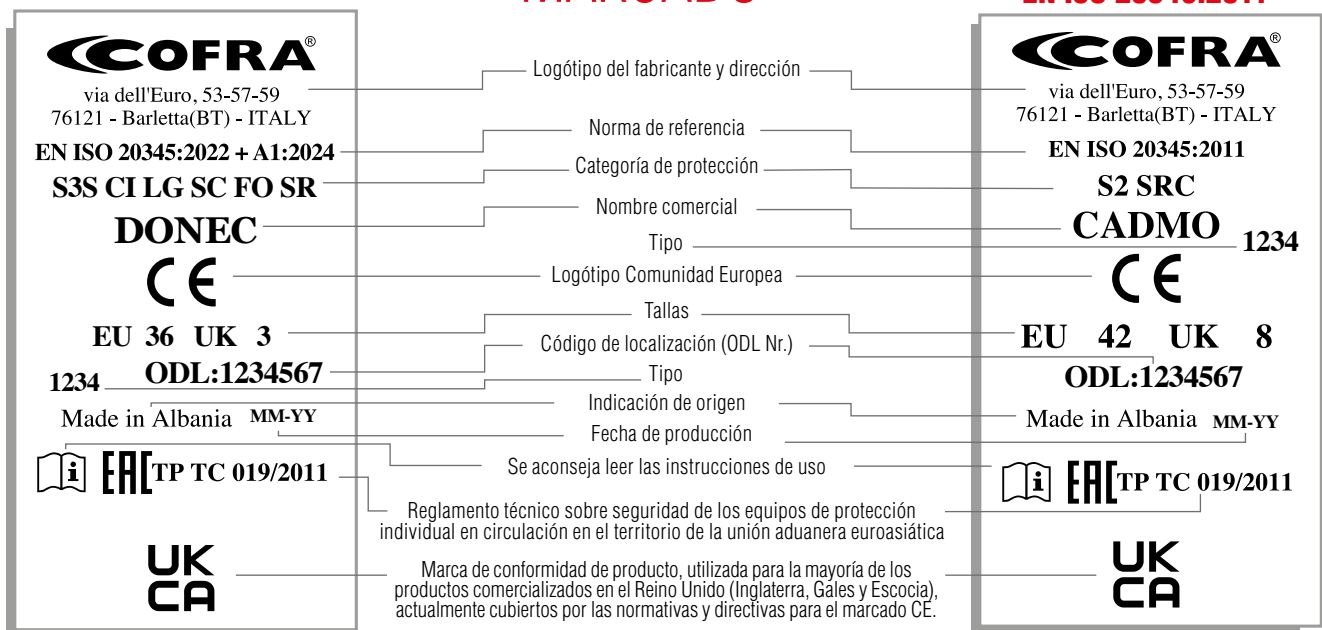 COFRA®
via dell'Euro, 53-57-59
76121 - Barletta(BT) - ITALY
EN ISO 20345:2022 + A1:2024
S3S CI LG SC FO SR
DONEC
CE
EU 36 UK 3
ODL:1234567
1234
Made in Albania MM-YY
i EAC TP TC 019/2011
UK
CA
Logótipo del fabricante y dirección
Norma de referencia
Categoría de protección
Nombre comercial
Tipo
Logótipo Comunidad Europea
Tallas
Código de localización (ODL Nr.)
Tipo
Indicación de origen
Fecha de producción
Se aconseja leer las instrucciones de uso
Reglamento técnico sobre seguridad de los equipos de protección
individual en circulación en el territorio de la unión aduanera euroasiática
Marca de conformidad de producto, utilizada para la mayoría de los
productos comercializados en el Reino Unido (Inglaterra, Gales y Escocia),
actualmente cubiertos por las normativas y directivas para el marcado CE.
COFRA®
via dell'Euro, 53-57-59
76121 - Barletta(BT) - ITALY
EN ISO 20345:2011
S2 SRC
CADMO
1234
CE
EU 42 UK 8
ODL:1234567
Made in Albania MM-YY
i EAC TP TC 019/2011
UK
CA